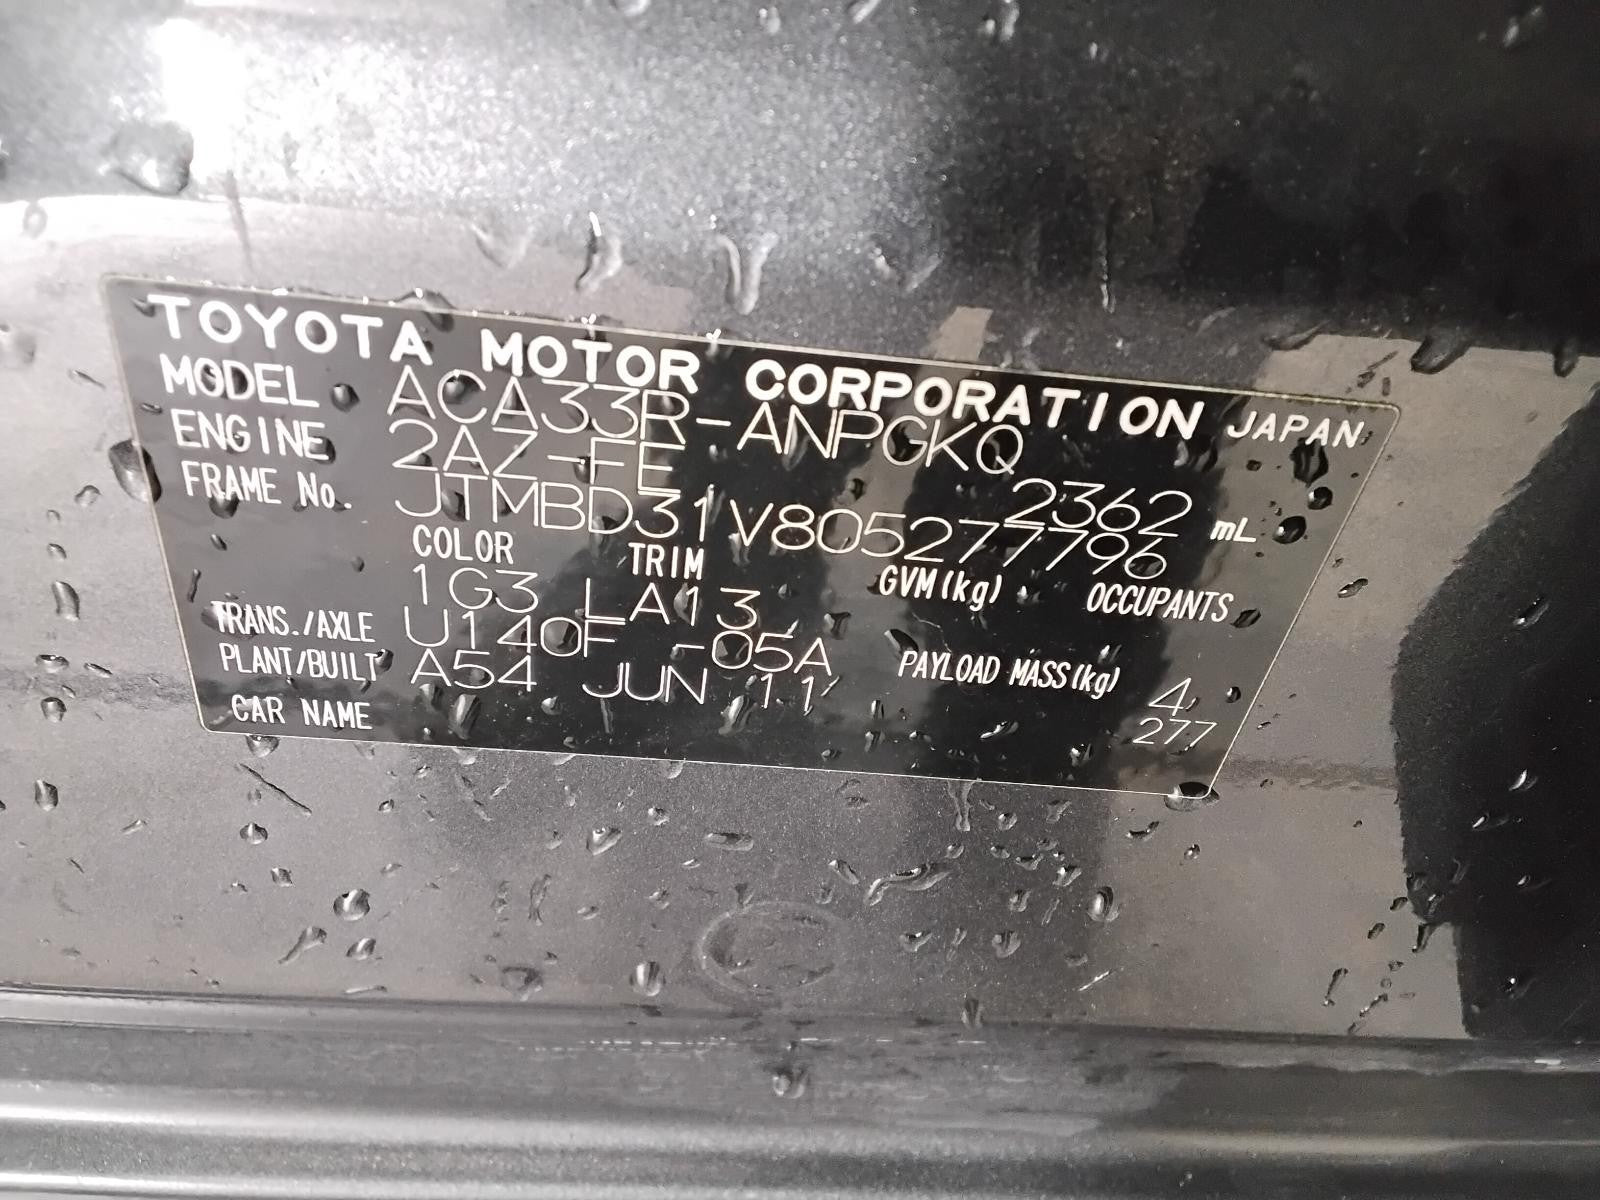 TOYOTA MOTOR CORPORATION JAPAN
MODEL ACA33R-ANPGKQ
ENGINE 2AZ-FE 2362 mL
FRAME No. JTMBD31V805277796
COLOR TRIM GVM(kg) OCCUPANTS
1G3 LA13
TRANS./AXLE U140F -05A PAYLOAD MASS(kg) 4
PLANT/BUILT A54 JUN '11 277
CAR NAME